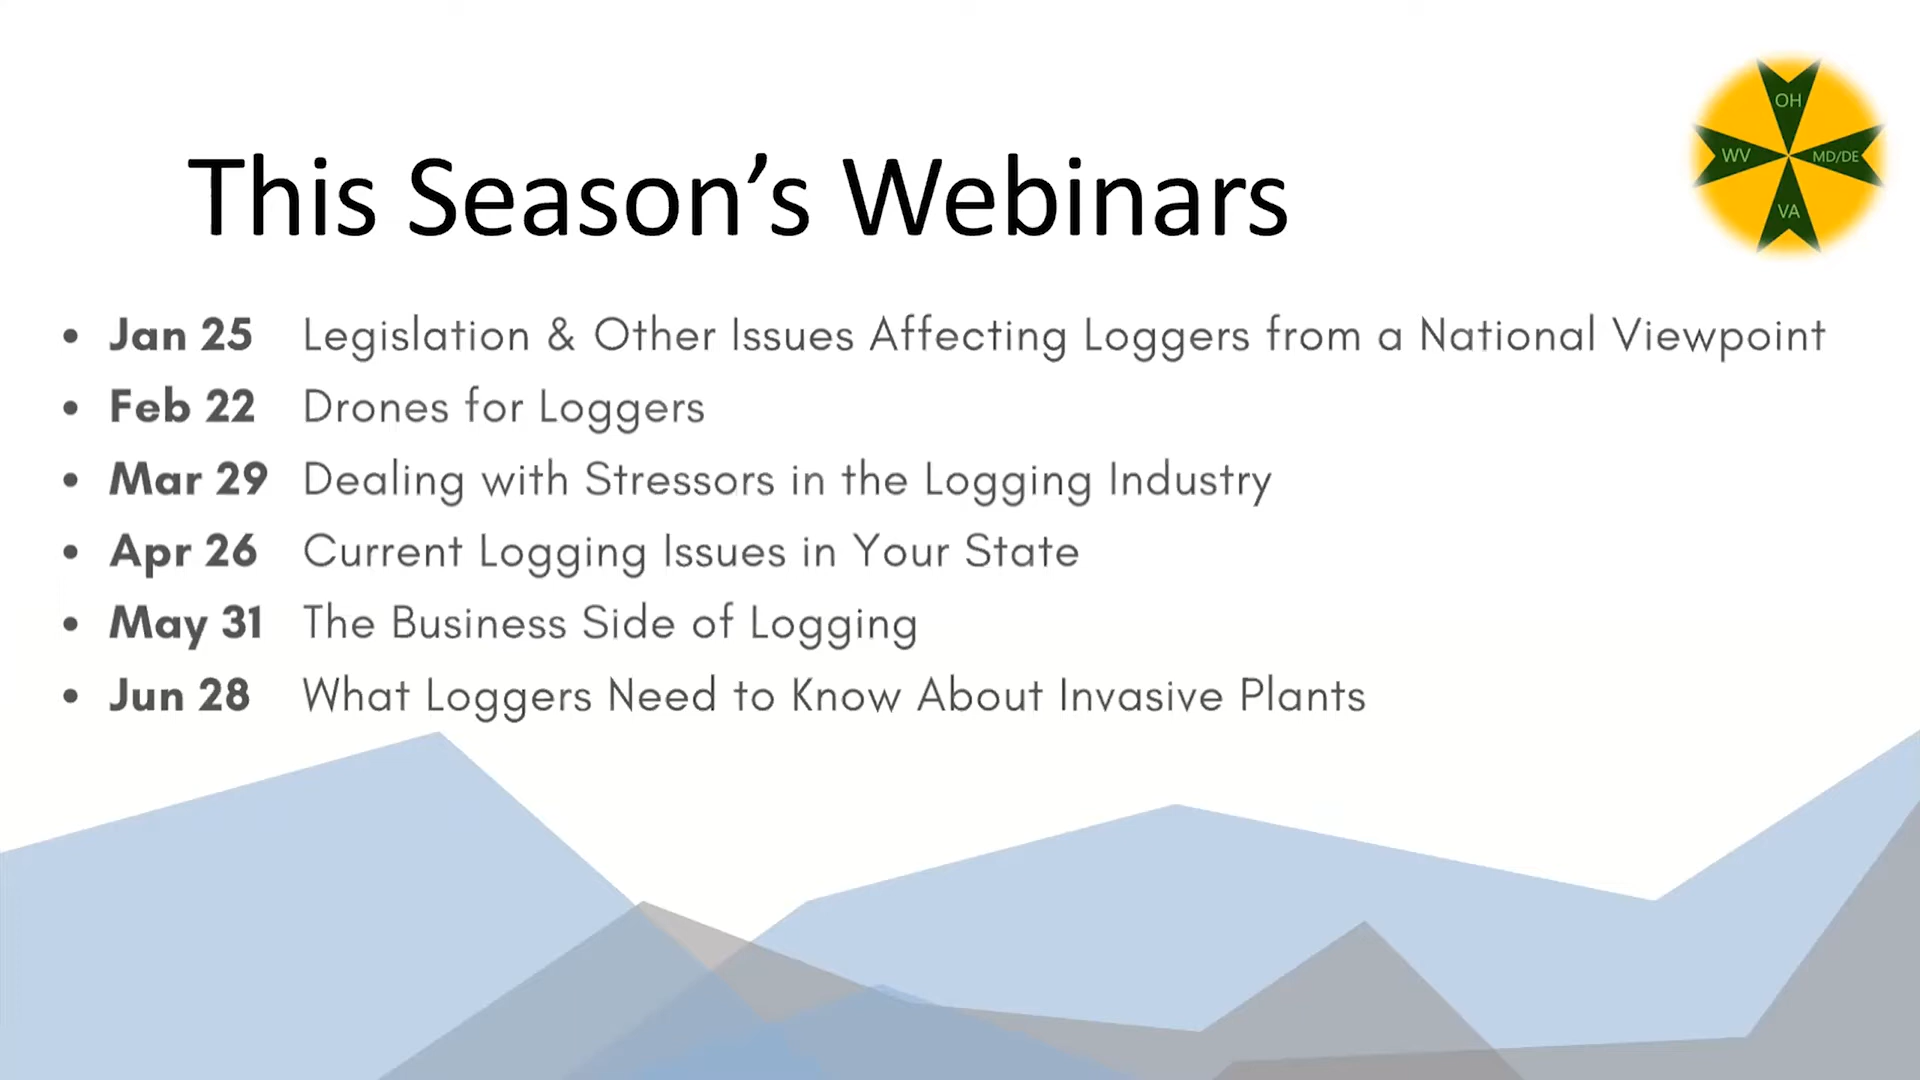 OH
WV MD/DE
VA
This Season’s Webinars
• Jan 25 Legislation & Other Issues Affecting Loggers from a National Viewpoint
• Feb 22 Drones for Loggers
• Mar 29 Dealing with Stressors in the Logging Industry
• Apr 26 Current Logging Issues in Your State
• May 31 The Business Side of Logging
• Jun 28 What Loggers Need to Know About Invasive Plants